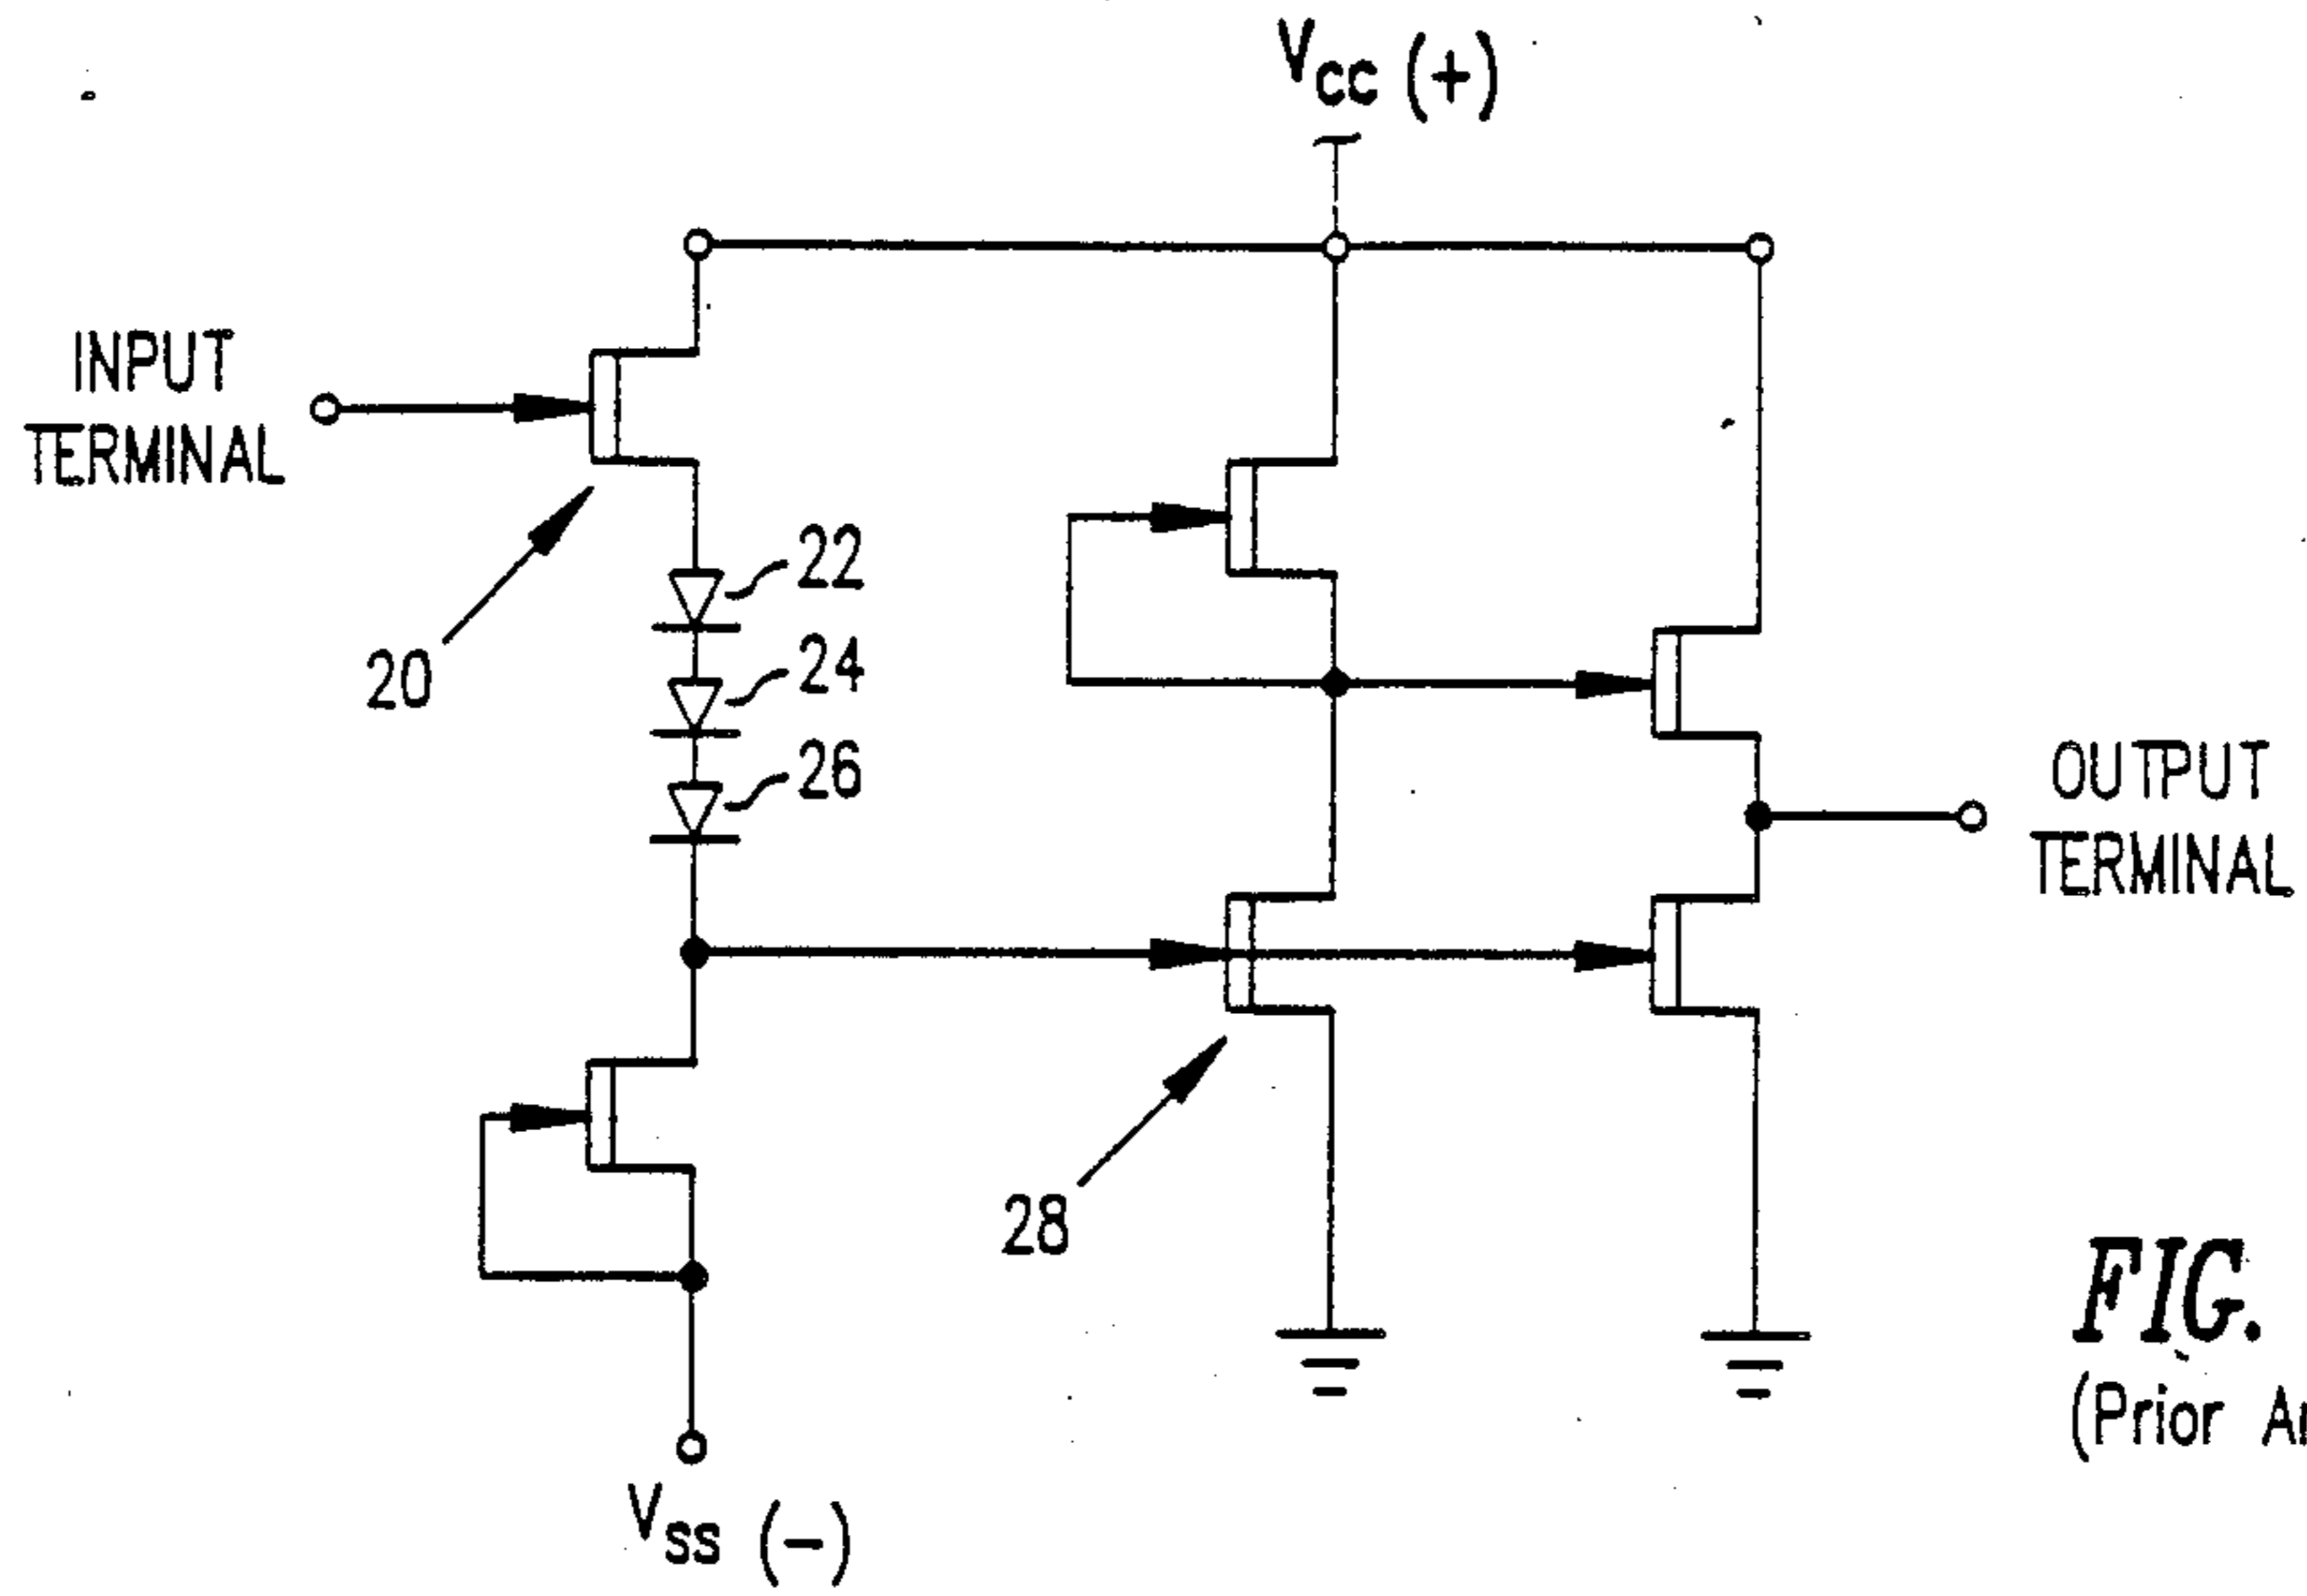 VCC (+)
INPUT
TERMINAL
22
20
24
26
OUTPUT
TERMINAL
28
FIG.
(Prior
VSS (−)